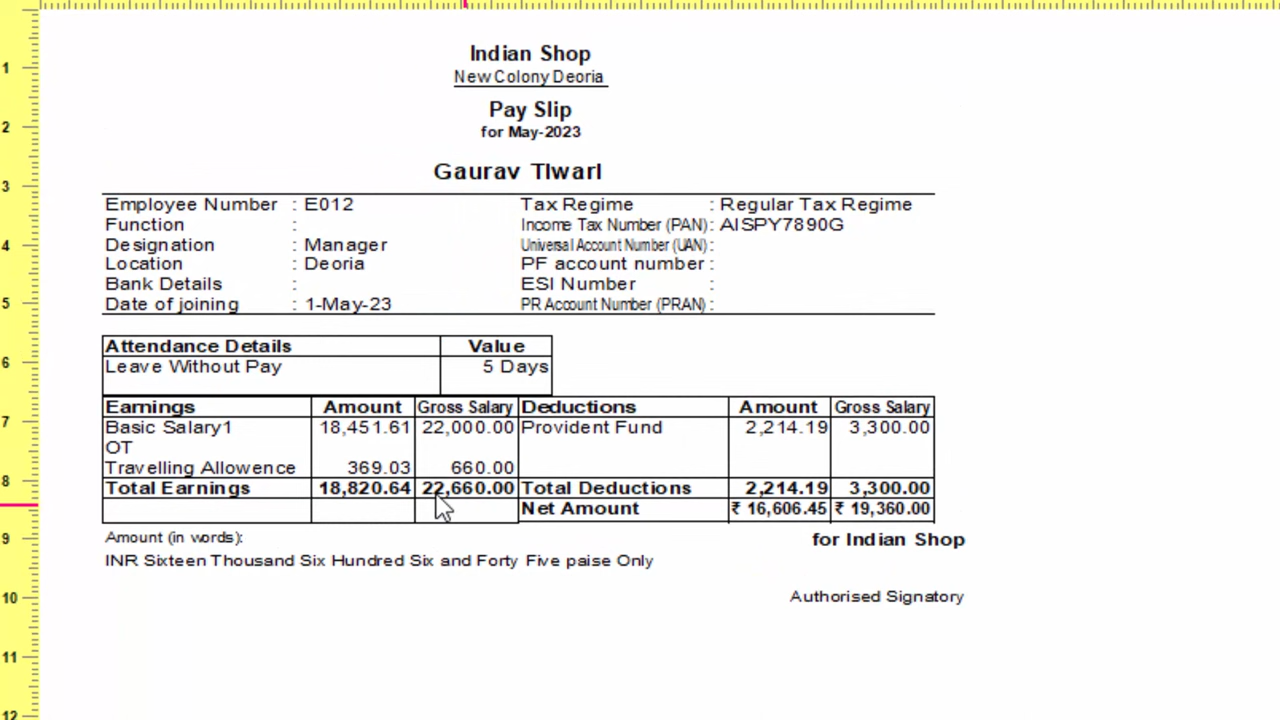 Indian Shop
New Colony Deoria
Pay Slip
for May-2023
Gaurav TIwarI
Employee Number : E012 Tax Regime : Regular Tax Regime
Function : Income Tax Number (PAN) : AISPY7890G
Designation : Manager Universal Account Number (UAN) :
Location : Deoria PF account number :
Bank Details : ESI Number :
Date of joining : 1-May-23 PR Account Number (PRAN) :
Attendance Details Value
Leave Without Pay 5 Days
Earnings Amount Gross Salary Deductions Amount Gross Salary
Basic Salary1 18,451.61 22,000.00 Provident Fund 2,214.19 3,300.00
OT
Travelling Allowence 369.03 660.00
Total Earnings 18,820.64 22,660.00 Total Deductions 2,214.19 3,300.00
Net Amount ₹ 16,606.45 ₹ 19,360.00
Amount (in words):
for Indian Shop
INR Sixteen Thousand Six Hundred Six and Forty Five paise Only
Authorised Signatory
1
2
3
4
5
6
7
8
9
10
11
12